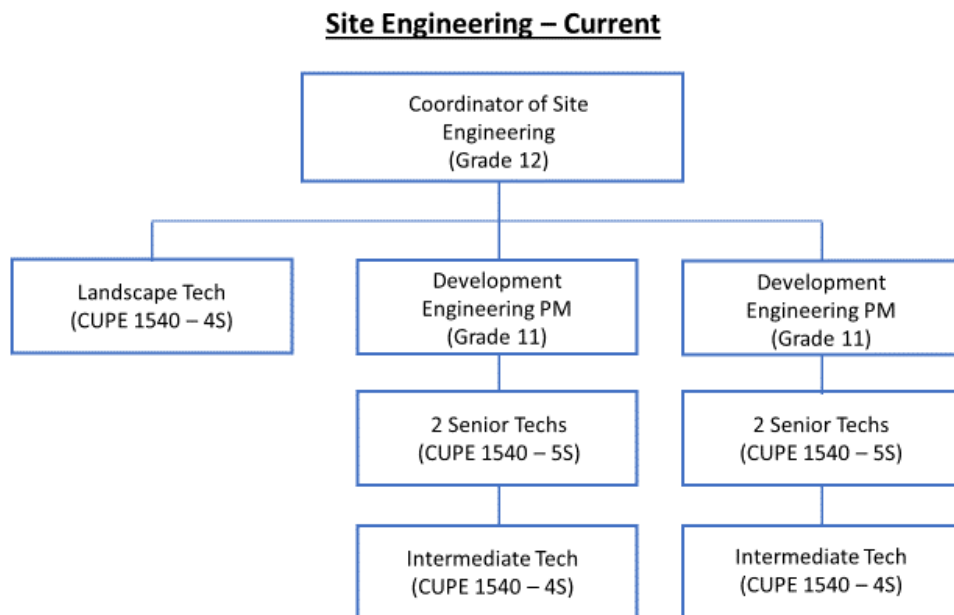 Site Engineering – Current
Coordinator of Site
Engineering
(Grade 12)
Landscape Tech
(CUPE 1540 – 4S)
Development
Engineering PM
(Grade 11)
Development
Engineering PM
(Grade 11)
2 Senior Techs
(CUPE 1540 – 5S)
2 Senior Techs
(CUPE 1540 – 5S)
Intermediate Tech
(CUPE 1540 – 4S)
Intermediate Tech
(CUPE 1540 – 4S)